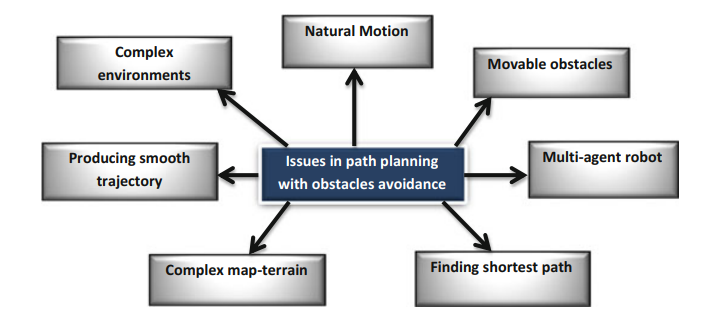 Natural Motion
Complex
environments
Movable obstacles
Producing smooth
trajectory
Issues in path planning
with obstacles avoidance
Multi-agent robot
Complex map-terrain
Finding shortest path